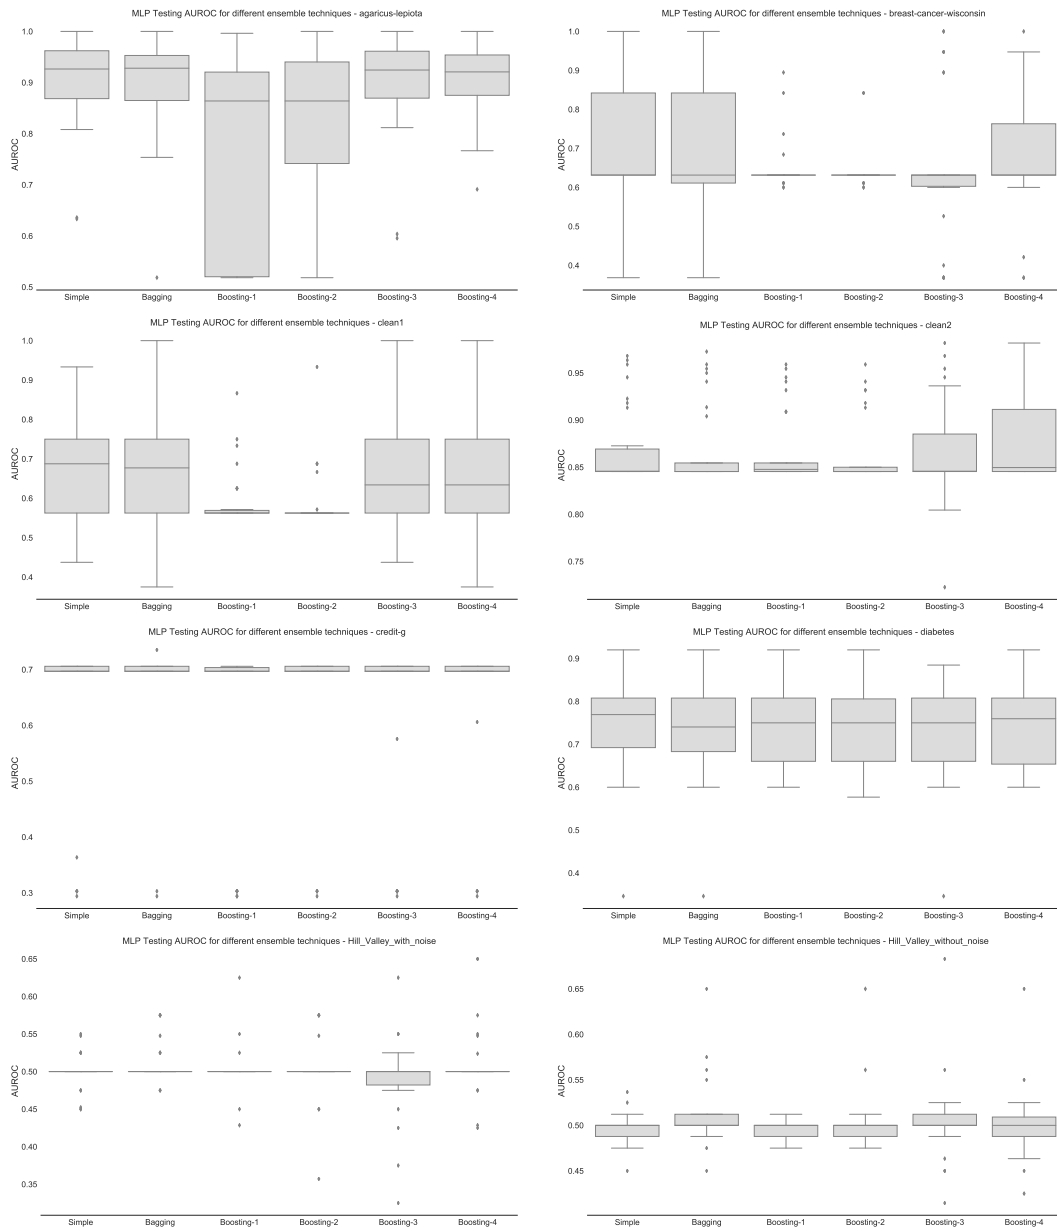 MLP Testing AUROC for different ensemble techniques - agaricus-lepiota
1.0
0.9
0.8
0.7
0.6
0.5
AUROC
Simple Bagging Boosting-1 Boosting-2 Boosting-3 Boosting-4
MLP Testing AUROC for different ensemble techniques - breast-cancer-wisconsin
1.0
0.9
0.8
0.7
0.6
0.5
0.4
AUROC
Simple Bagging Boosting-1 Boosting-2 Boosting-3 Boosting-4
MLP Testing AUROC for different ensemble techniques - clean1
1.0
0.9
0.8
0.7
0.6
0.5
0.4
AUROC
Simple Bagging Boosting-1 Boosting-2 Boosting-3 Boosting-4
MLP Testing AUROC for different ensemble techniques - clean2
0.95
0.90
0.85
0.80
0.75
AUROC
Simple Bagging Boosting-1 Boosting-2 Boosting-3 Boosting-4
MLP Testing AUROC for different ensemble techniques - credit-g
0.7
0.6
0.5
0.4
0.3
AUROC
Simple Bagging Boosting-1 Boosting-2 Boosting-3 Boosting-4
MLP Testing AUROC for different ensemble techniques - diabetes
0.9
0.8
0.7
0.6
0.5
0.4
AUROC
Simple Bagging Boosting-1 Boosting-2 Boosting-3 Boosting-4
MLP Testing AUROC for different ensemble techniques - Hill_Valley_with_noise
0.65
0.60
0.55
0.50
0.45
0.40
0.35
AUROC
Simple Bagging Boosting-1 Boosting-2 Boosting-3 Boosting-4
MLP Testing AUROC for different ensemble techniques - Hill_Valley_without_noise
0.65
0.60
0.55
0.50
0.45
AUROC
Simple Bagging Boosting-1 Boosting-2 Boosting-3 Boosting-4